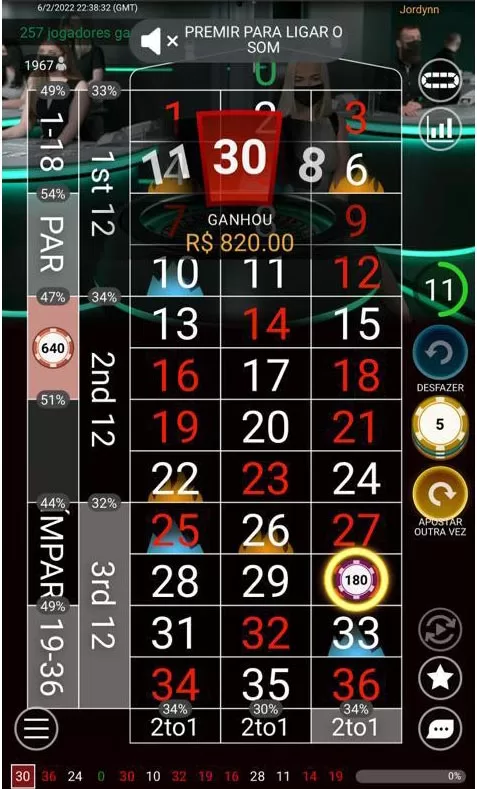 6/2/2022 22:38:32 (GMT)
Jordynn
257 jogadores ga
PREMIR PARA LIGAR O
SOM
1967
0
49%
33%
1 2 3
1-18
1st 12
14 30 8 6
11
54%
GANHOU
7 9
R$ 820.00
PAR
10 11 12
11
47%
34%
13 14 15
640
16 17 18
DESFAZER
51%
2nd 12
19 20 21
5
22 23 24
44%
32%
ÍMPAR
25 26 27
APOSTAR
OUTRA VEZ
3rd 12
28 29 180
49%
19-36
31 32 33
34 35 36
34% 30% 34%
2to1 2to1 2to1
30 36 24 0 30 10 32 19 16 28 11 14 19
0%